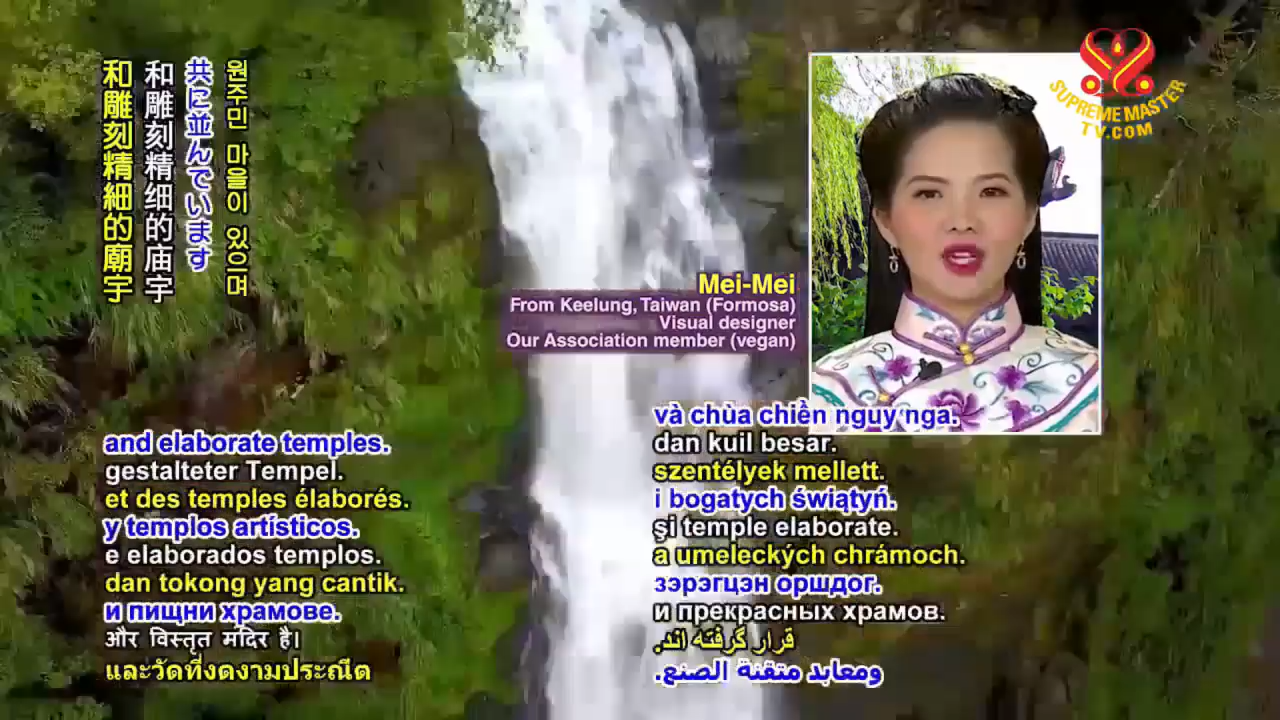 和雕刻精細的廟宇
和雕刻精细的庙宇
共に並んでいます
원주민 마을이 있으며
SUPREME MASTER
TV.COM
Mei-Mei
From Keelung, Taiwan (Formosa)
Visual designer
Our Association member (vegan)
and elaborate temples.
gestalteter Tempel.
et des temples élaborés.
y templos artísticos.
e elaborados templos.
dan tokong yang cantik.
и пищни храмове.
और विस्तृत मंदिर है।
และวัดที่งดงามประณีต
và chùa chiền nguy nga.
dan kuil besar.
szentélyek mellett.
i bogatych świątyń.
şi temple elaborate.
a umeleckých chrámoch.
зэрэгцэн оршдог.
и прекрасных храмов.
قرار گرفته اند.
ومعابد متقنة الصنع.